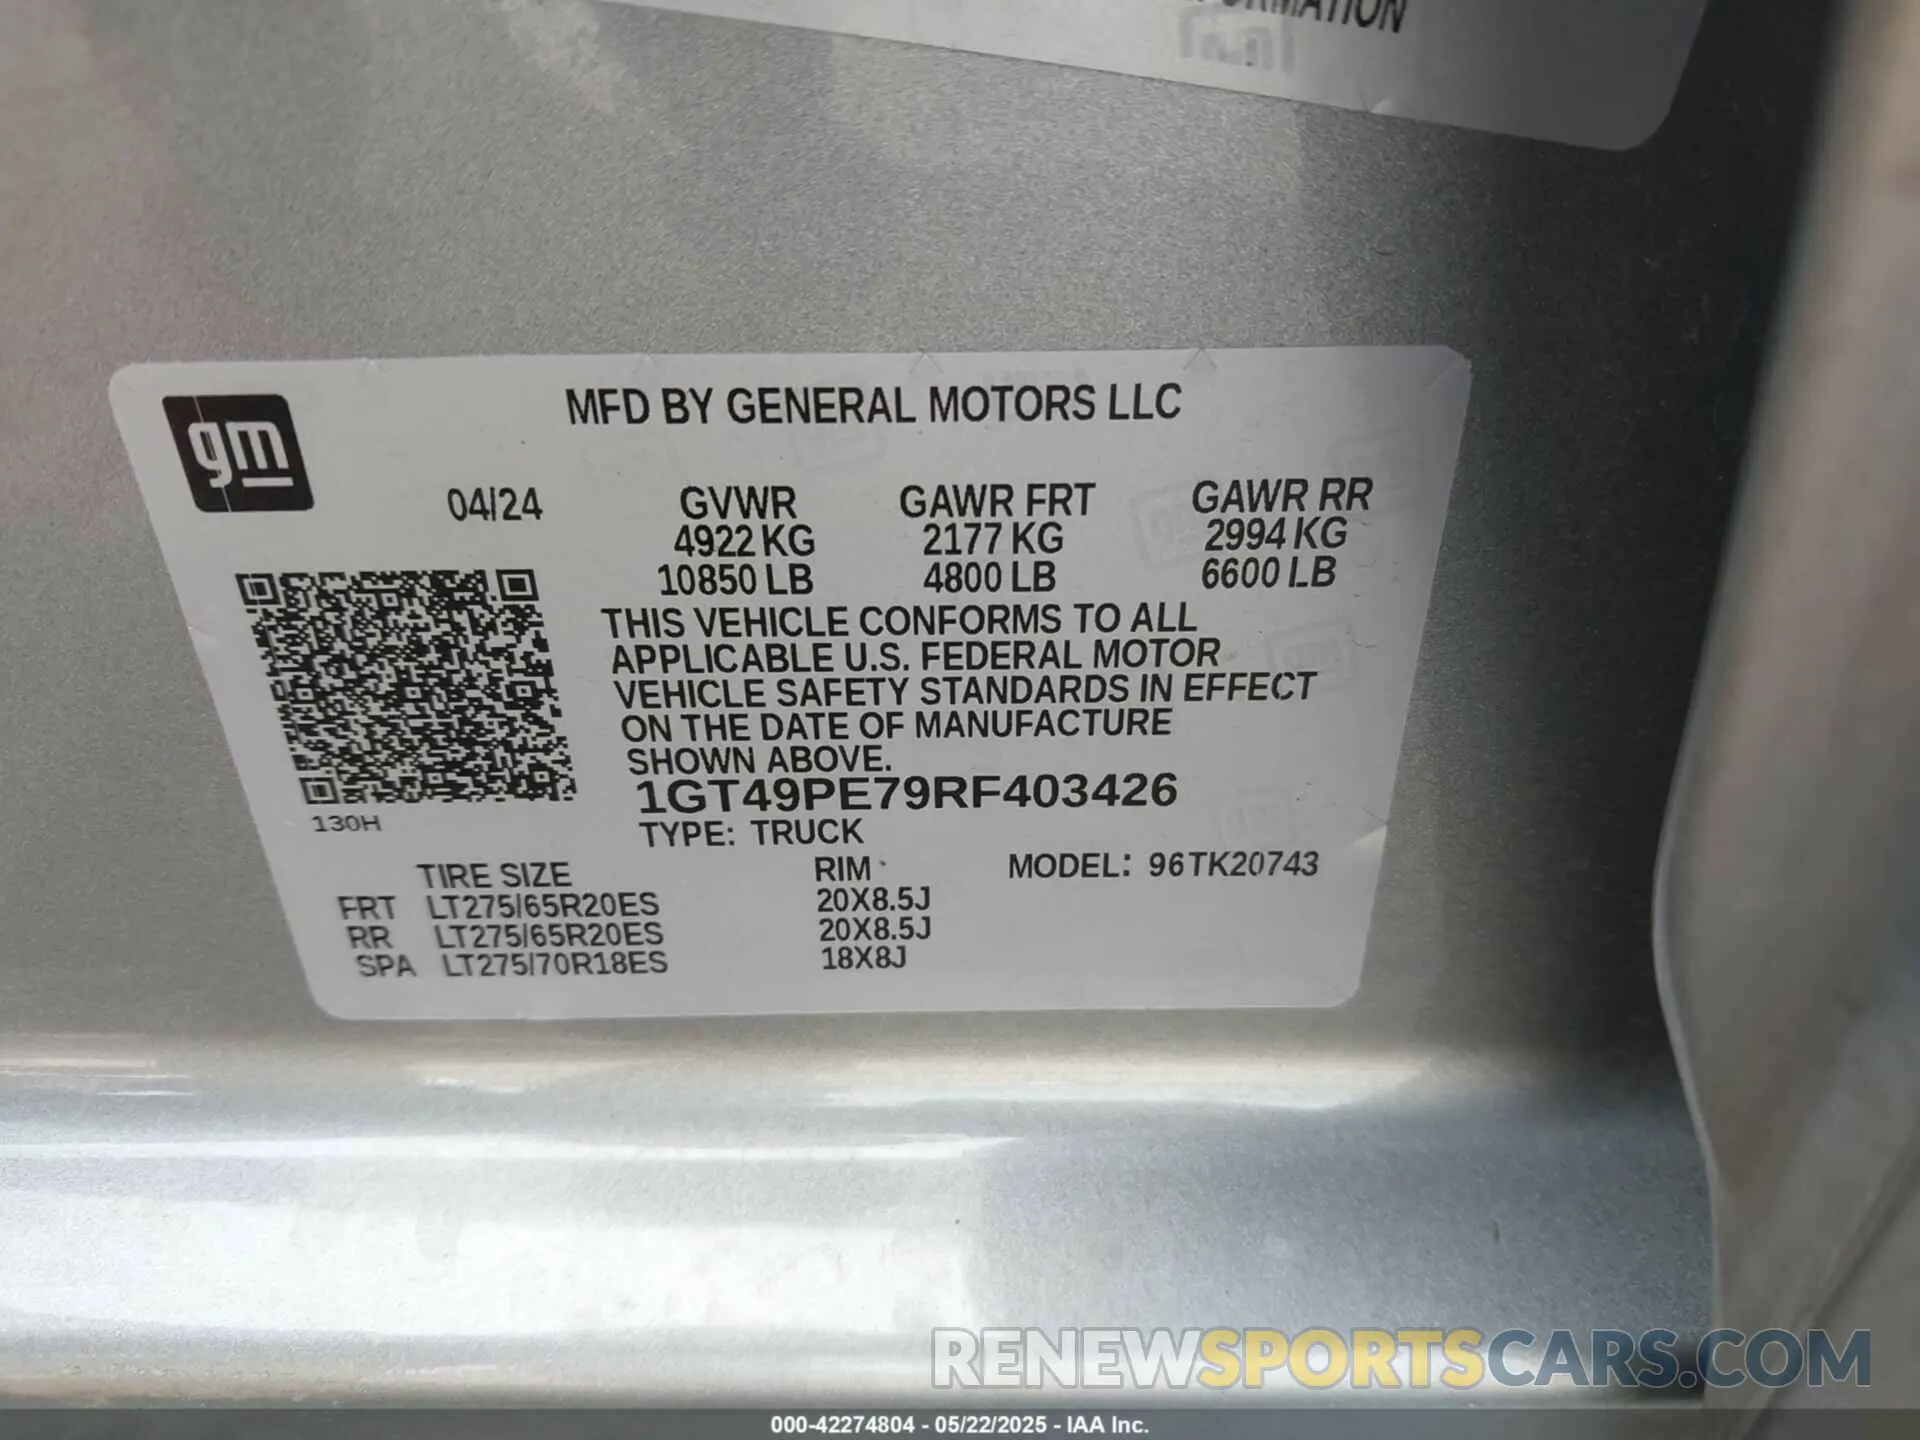 MATION
gm
MFD BY GENERAL MOTORS LLC
04/24
GVWR GAWR FRT GAWR RR
4922 KG 2177 KG 2994 KG
10850 LB 4800 LB 6600 LB
THIS VEHICLE CONFORMS TO ALL
APPLICABLE U.S. FEDERAL MOTOR
VEHICLE SAFETY STANDARDS IN EFFECT
ON THE DATE OF MANUFACTURE
SHOWN ABOVE.
1GT49PE79RF403426
130H
TYPE: TRUCK
TIRE SIZE RIM MODEL: 96TK20743
FRT LT275/65R20ES 20X8.5J
RR LT275/65R20ES 20X8.5J
SPA LT275/70R18ES 18X8J
RENEWSPORTSCARS.COM
000-42274804 - 05/22/2025 - IAA Inc.